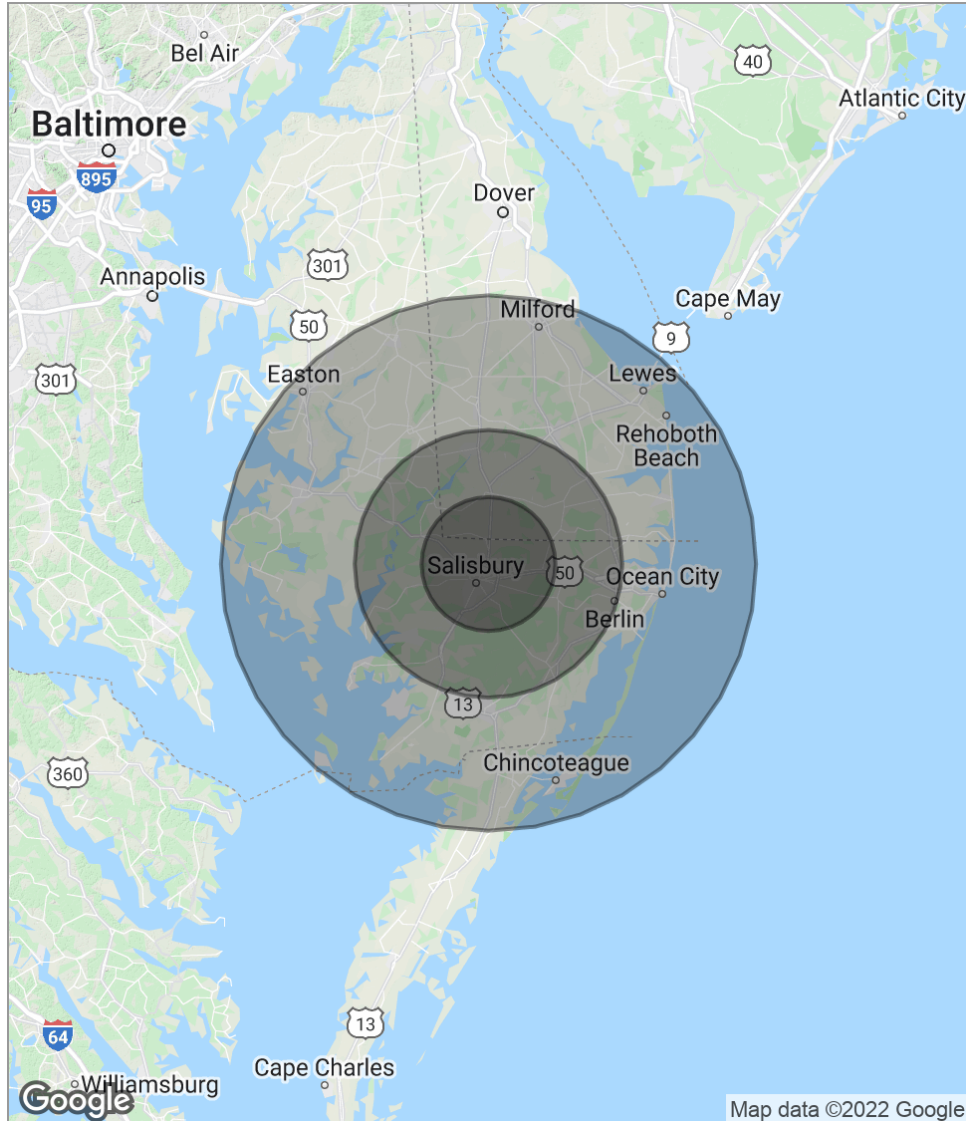 Bel Air
40
Atlantic City
Baltimore
895
95
Dover
301
Annapolis
50
Cape May
Milford
9
301
Easton
Lewes
Rehoboth
Beach
Salisbury
50
Ocean City
Berlin
13
360
Chincoteague
13
64
Cape Charles
Williamsburg
Google
Map data ©2022 Google